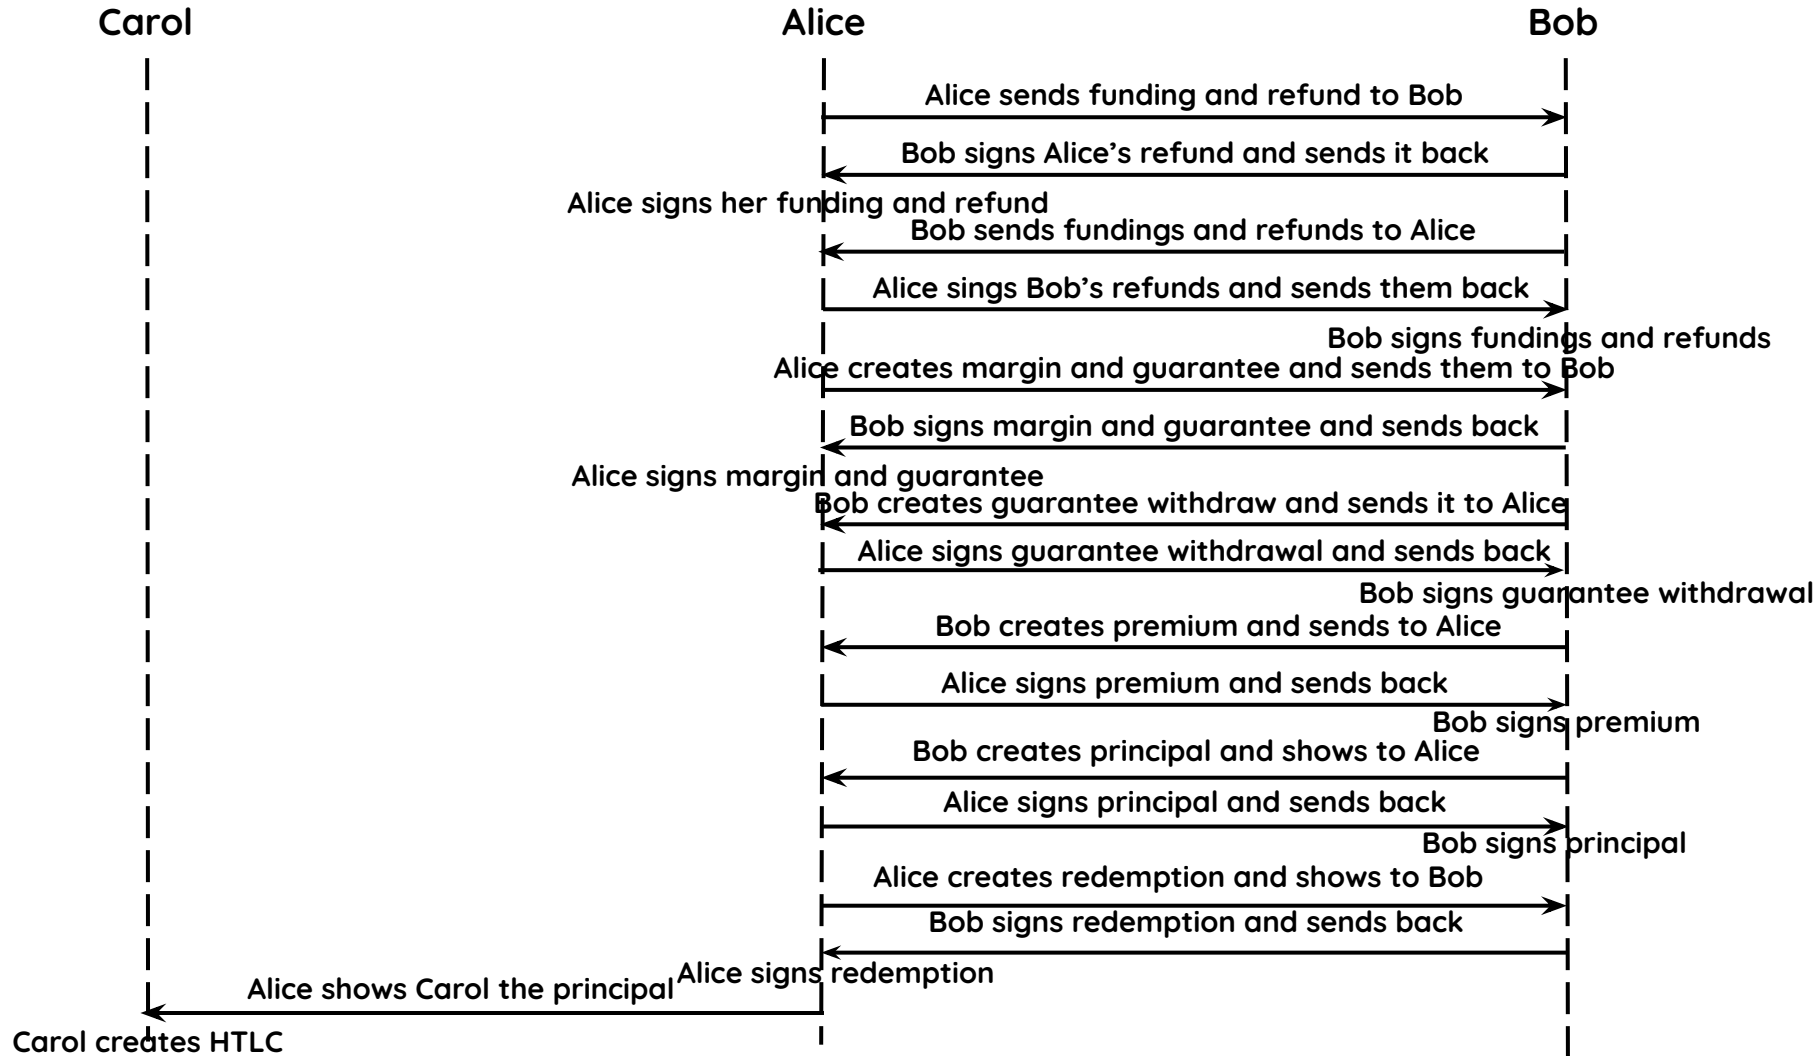 Carol
Alice
Bob
Alice sends funding and refund to Bob
Bob signs Alice’s refund and sends it back
Alice signs her funding and refund
Bob sends fundings and refunds to Alice
Alice sings Bob’s refunds and sends them back
Bob signs fundings and refunds
Alice creates margin and guarantee and sends them to Bob
Bob signs margin and guarantee and sends back
Alice signs margin and guarantee
Bob creates guarantee withdraw and sends it to Alice
Alice signs guarantee withdrawal and sends back
Bob signs guarantee withdrawal
Bob creates premium and sends to Alice
Alice signs premium and sends back
Bob signs premium
Bob creates principal and shows to Alice
Alice signs principal and sends back
Bob signs principal
Alice creates redemption and shows to Bob
Bob signs redemption and sends back
Alice signs redemption
Alice shows Carol the principal
Carol creates HTLC